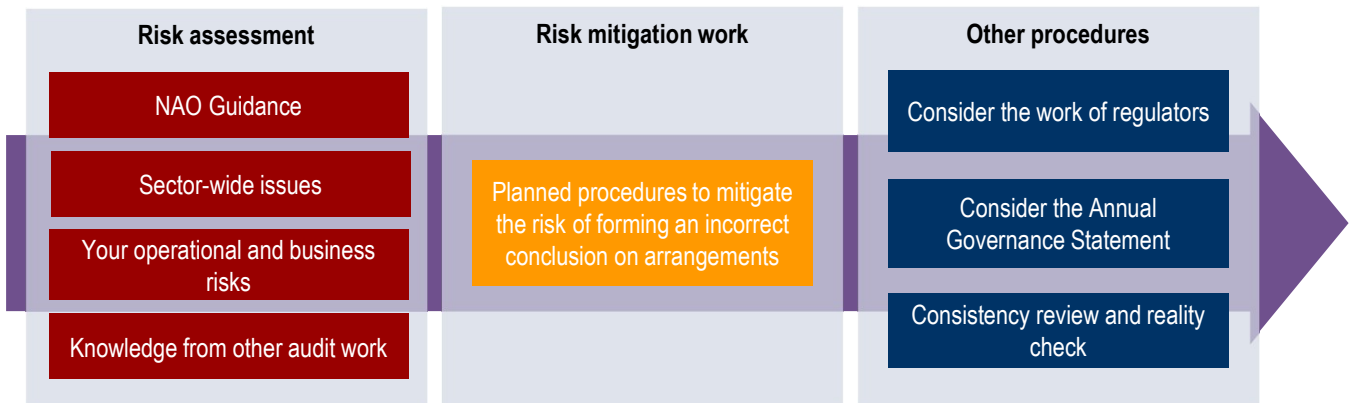 Risk assessment
NAO Guidance
Sector-wide issues
Your operational and business
risks
Knowledge from other audit work
Risk mitigation work
Planned procedures to mitigate
the risk of forming an incorrect
conclusion on arrangements
Other procedures
Consider the work of regulators
Consider the Annual
Governance Statement
Consistency review and reality
check